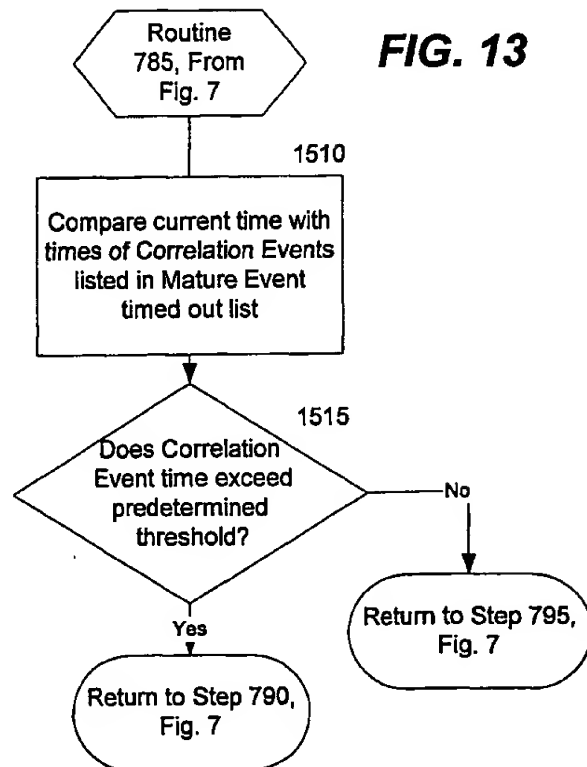 Routine
785, From
Fig. 7
FIG. 13
1510
Compare current time with
times of Correlation Events
listed in Mature Event
timed out list
1515
Does Correlation
Event time exceed
predetermined
threshold?
No
Return to Step 795,
Fig. 7
Yes
Return to Step 790,
Fig. 7